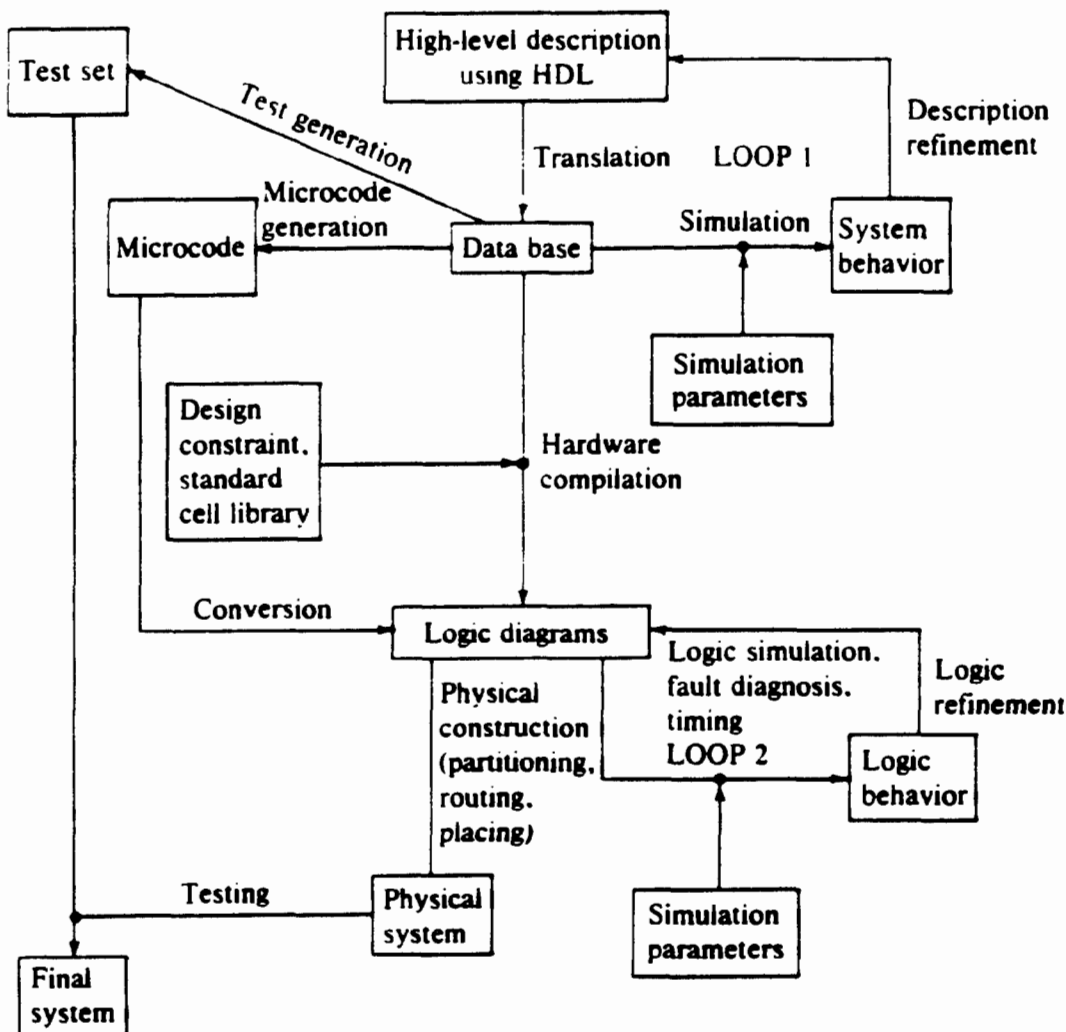 Test set
High-level description
using HDL
Test generation
Description
refinement
Translation
LOOP 1
Microcode
generation
Microcode
Data base
Simulation
System
behavior
Simulation
parameters
Design
constraint,
standard
cell library
Hardware
compilation
Conversion
Logic diagrams
Logic simulation,
fault diagnosis,
timing
LOOP 2
Logic
refinement
Physical
construction
(partitioning,
routing,
placing)
Logic
behavior
Testing
Physical
system
Simulation
parameters
Final
system